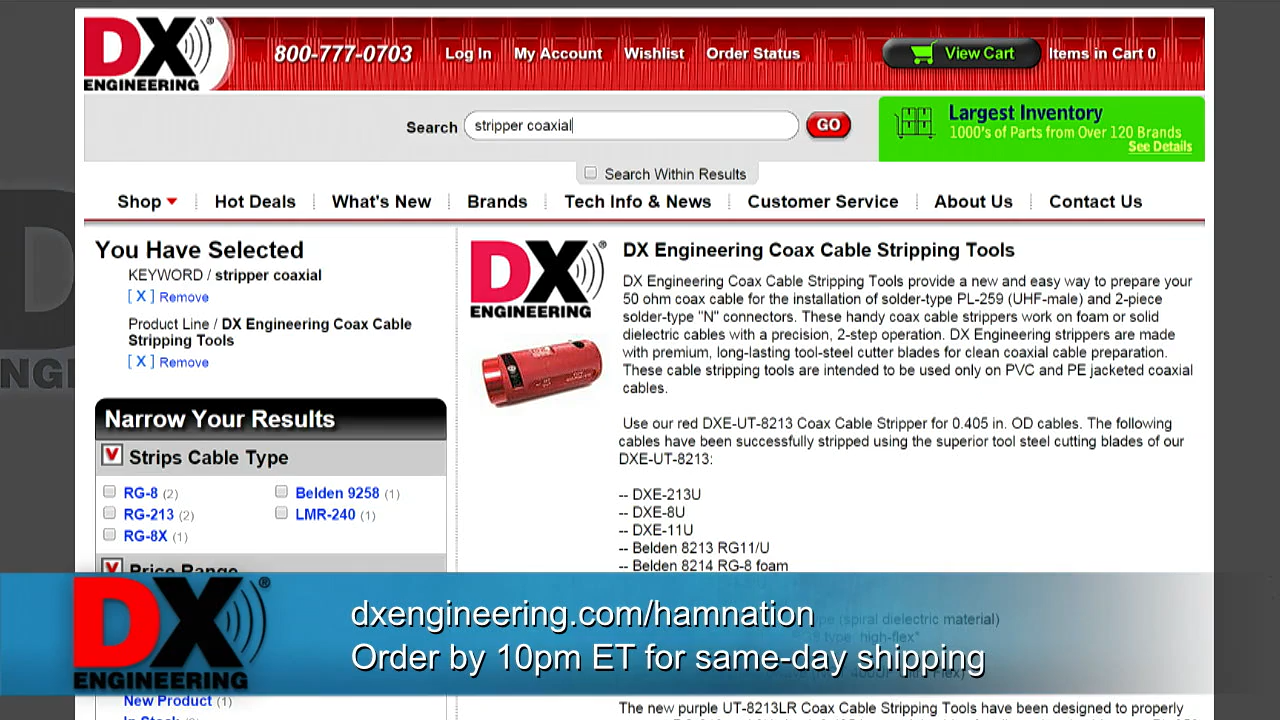 DX ®
ENGINEERING
800-777-0703
Log In
My Account
Wishlist
Order Status
View Cart
Items in Cart 0
Search
stripper coaxial
GO
Largest Inventory
1000's of Parts from Over 120 Brands
See Details
Search Within Results
Shop
Hot Deals
What's New
Brands
Tech Info & News
Customer Service
About Us
Contact Us
You Have Selected
KEYWORD / stripper coaxial
[ X ] Remove
Product Line / DX Engineering Coax Cable
Stripping Tools
[ X ] Remove
Narrow Your Results
V Strips Cable Type
RG-8 (2)
Belden 9258 (1)
RG-213 (2)
LMR-240 (1)
RG-8X (1)
V Price Range
New Product (1)
In Stock
DX ®
ENGINEERING
DX Engineering Coax Cable Stripping Tools
DX Engineering Coax Cable Stripping Tools provide a new and easy way to prepare your
50 ohm coax cable for the installation of solder-type PL-259 (UHF-male) and 2-piece
solder-type "N" connectors. These handy coax cable strippers work on foam or solid
dielectric cables with a precision, 2-step operation. DX Engineering strippers are made
with premium, long-lasting tool-steel cutter blades for clean coaxial cable preparation.
These cable stripping tools are intended to be used only on PVC and PE jacketed coaxial
cables.
Use our red DXE-UT-8213 Coax Cable Stripper for 0.405 in. OD cables. The following
cables have been successfully stripped using the superior tool steel cutting blades of our
DXE-UT-8213:
-- DXE-213U
-- DXE-8U
-- DXE-11U
-- Belden 8213 RG11/U
-- Belden 8214 RG-8 foam
(spiral dielectric material)
type "high-flex"
The new purple UT-8213LR Coax Cable Stripping Tools have been designed to properly
DX ®
ENGINEERING
dxengineering.com/hamnation
Order by 10pm ET for same-day shipping